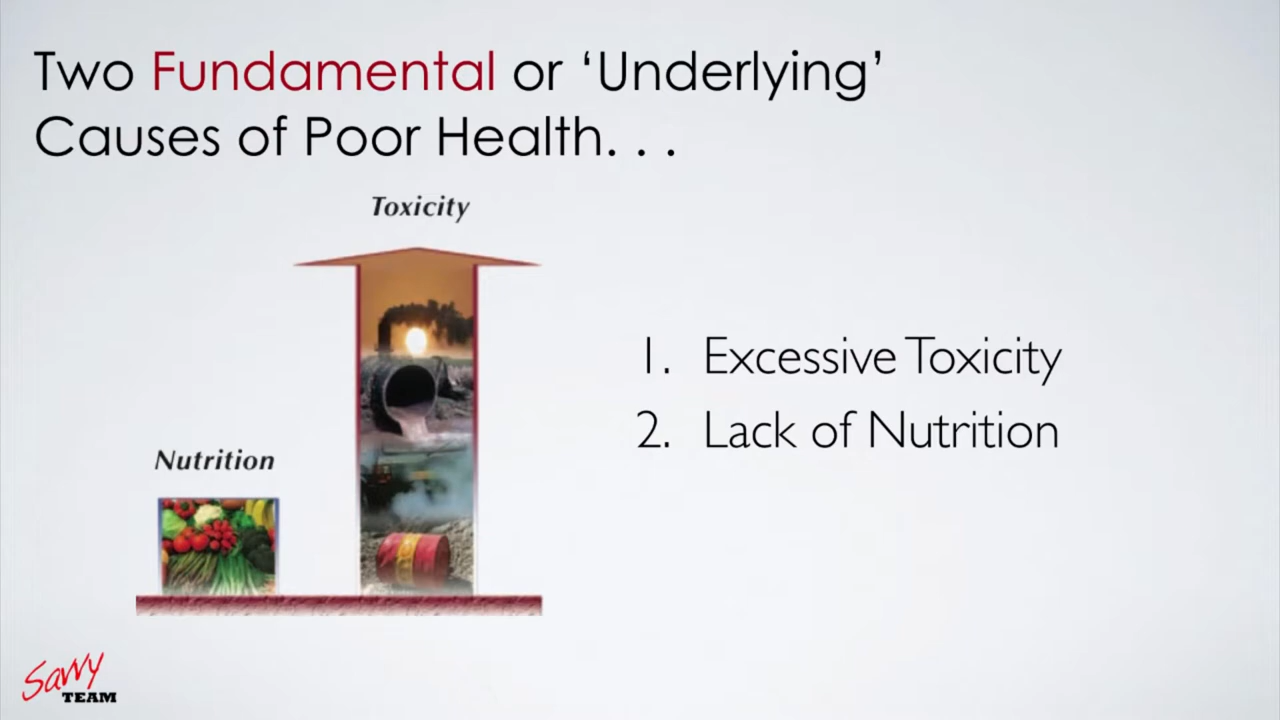 Two Fundamental or ‘Underlying’
Causes of Poor Health. . .
Toxicity
Nutrition
1. Excessive Toxicity
2. Lack of Nutrition
Savvy
TEAM